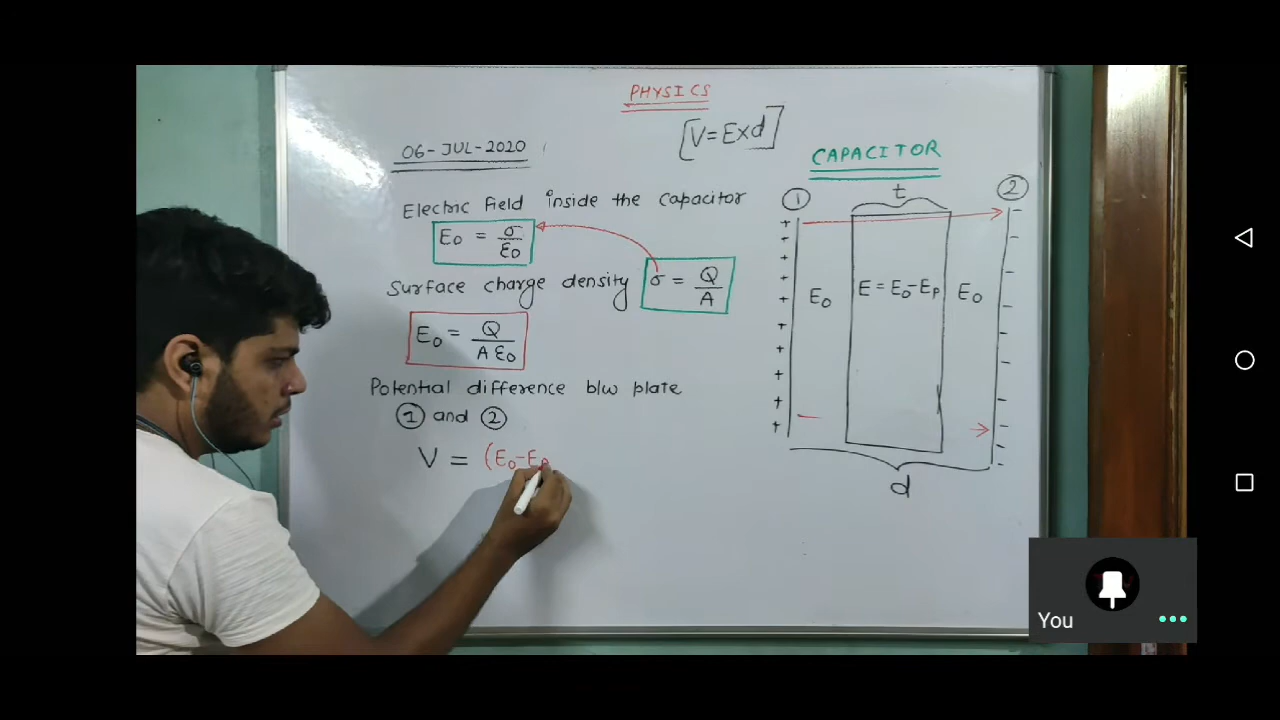 PHYSICS
[V=E×d]
06-JUL-2020
CAPACITOR
Electric field inside the capacitor
E₀ = σ/ε₀
Surface charge density σ = Q/A
E₀ = Q/Aε₀
Potential difference b/w plate
① and ②
V = (E₀-Eₚ
① t ②
+ + + + + + + + +
E₀ E = E₀-Eₚ E₀
- - - - - - - - - -
d
You